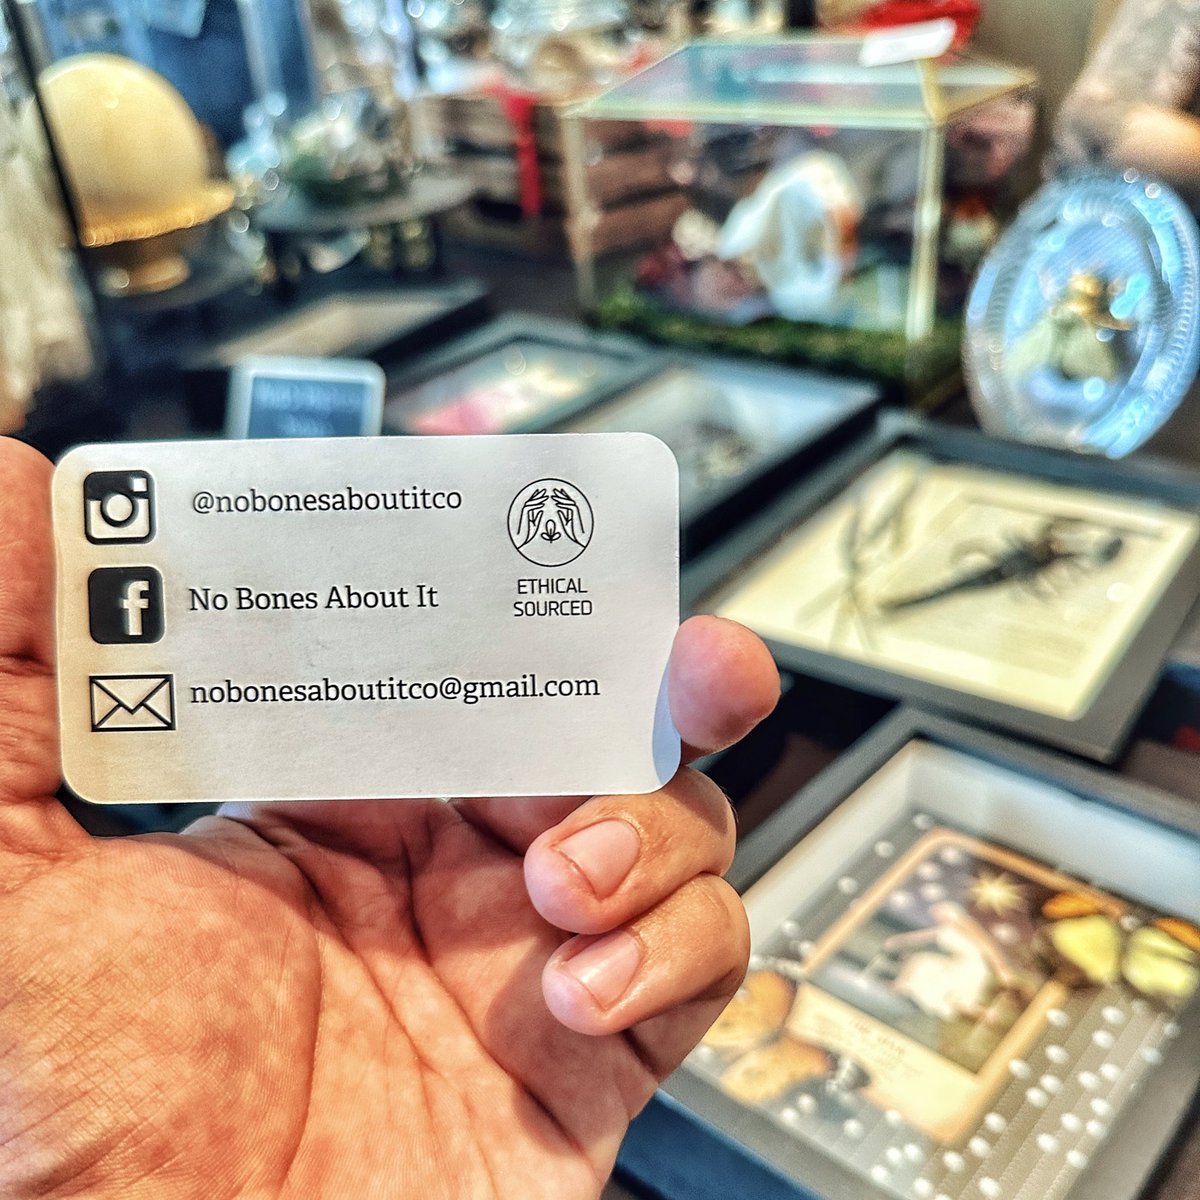 @nobonesaboutitco
ETHICAL
SOURCED
No Bones About It
nobonesaboutitco@gmail.com